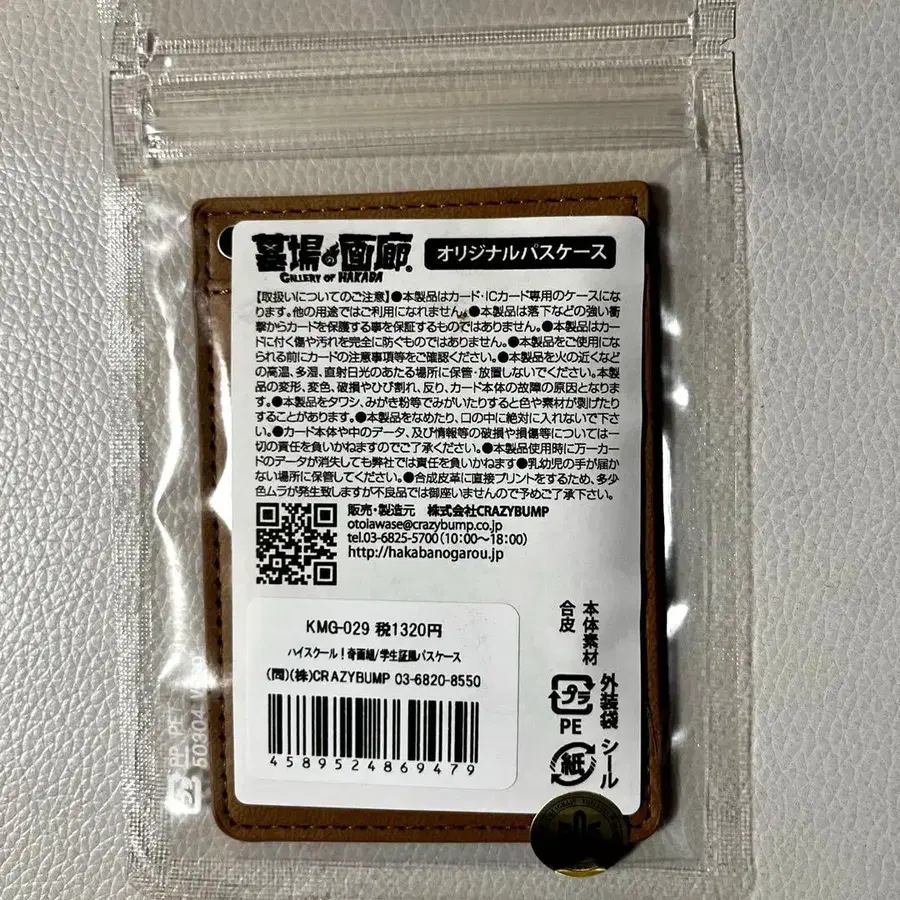 墓場の画廊®
GALLERY OF HAKABA
オリジナルパスケース
【取扱いについてのご注意】●本製品はカード・ICカード専用のケースにな
ります。他の用途ではご利用になれません。●本製品は落下などの強い衝
撃からカードを保護する事を保証するものではありません。●本製品はカー
ドに付く傷や汚れを完全に防ぐものではありません。●本製品をご使用にな
られる前にカードの注意事項等をご確認ください。●本製品を火の近くなど
の高温、多湿、直射日光のあたる場所に保管・放置しないでください。本製
品の変形、変色、破損やひび割れ、反り、カード本体の故障の原因となりま
す。●本製品をタワシ、みがき粉等でみがいたりすると色や素材が剥げたり
することがあります。●本製品をなめたり、口の中に絶対に入れないで下さ
い。●カード本体や中のデータ、及び情報等の破損や損傷等については一
切の責任を負いかねますのでご了承ください。●本製品使用時に万一カー
ドのデータが消失しても弊社では責任を負いかねます●乳幼児の手が届か
ない場所に保管してください。●合成皮革に直接プリントをするため、多少
色ムラが発生致しますが不良品では御座いませんので予めご了承下さい。
販売・製造元 株式会社CRAZYBUMP
otoiawase@crazybump.co.jp
tel.03-6825-5700(10:00〜18:00)
http://hakabanogarou.jp
KMG-029 税1320円
ハイスクール!奇面組/学生証風パスケース
(問)(株)CRAZYBUMP 03-6820-8550
4589524869479
本体素材
合皮
外装袋
プラ
PE
シール
紙
PP PE